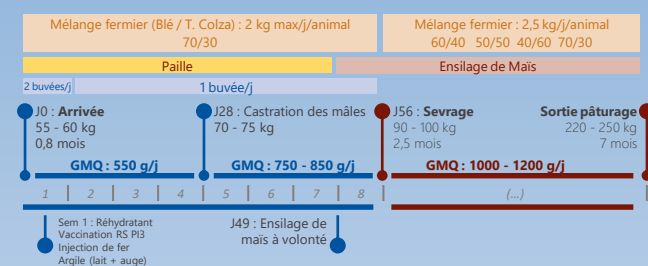 Mélange fermier (Blé / T. Colza) : 2 kg max/j/animal
70/30
Mélange fermier : 2,5 kg/j/animal
60/40 50/50 40/60 70/30
Paille
Ensilage de Maïs
2 buvées/j
1 buvée/j
J0 : Arrivée
55 - 60 kg
0,8 mois
J28 : Castration des mâles
70 - 75 kg
J56 : Sevrage
90 - 100 kg
2,5 mois
Sortie pâturage
220 - 250 kg
7 mois
GMQ : 550 g/j
GMQ : 750 - 850 g/j
GMQ : 1000 - 1200 g/j
1 2 3 4 5 6 7 8 (...)
Sem 1 : Réhydratant
Vaccination RS PI3
Injection de fer
Argile (lait + auge)
J49 : Ensilage de
maïs à volonté